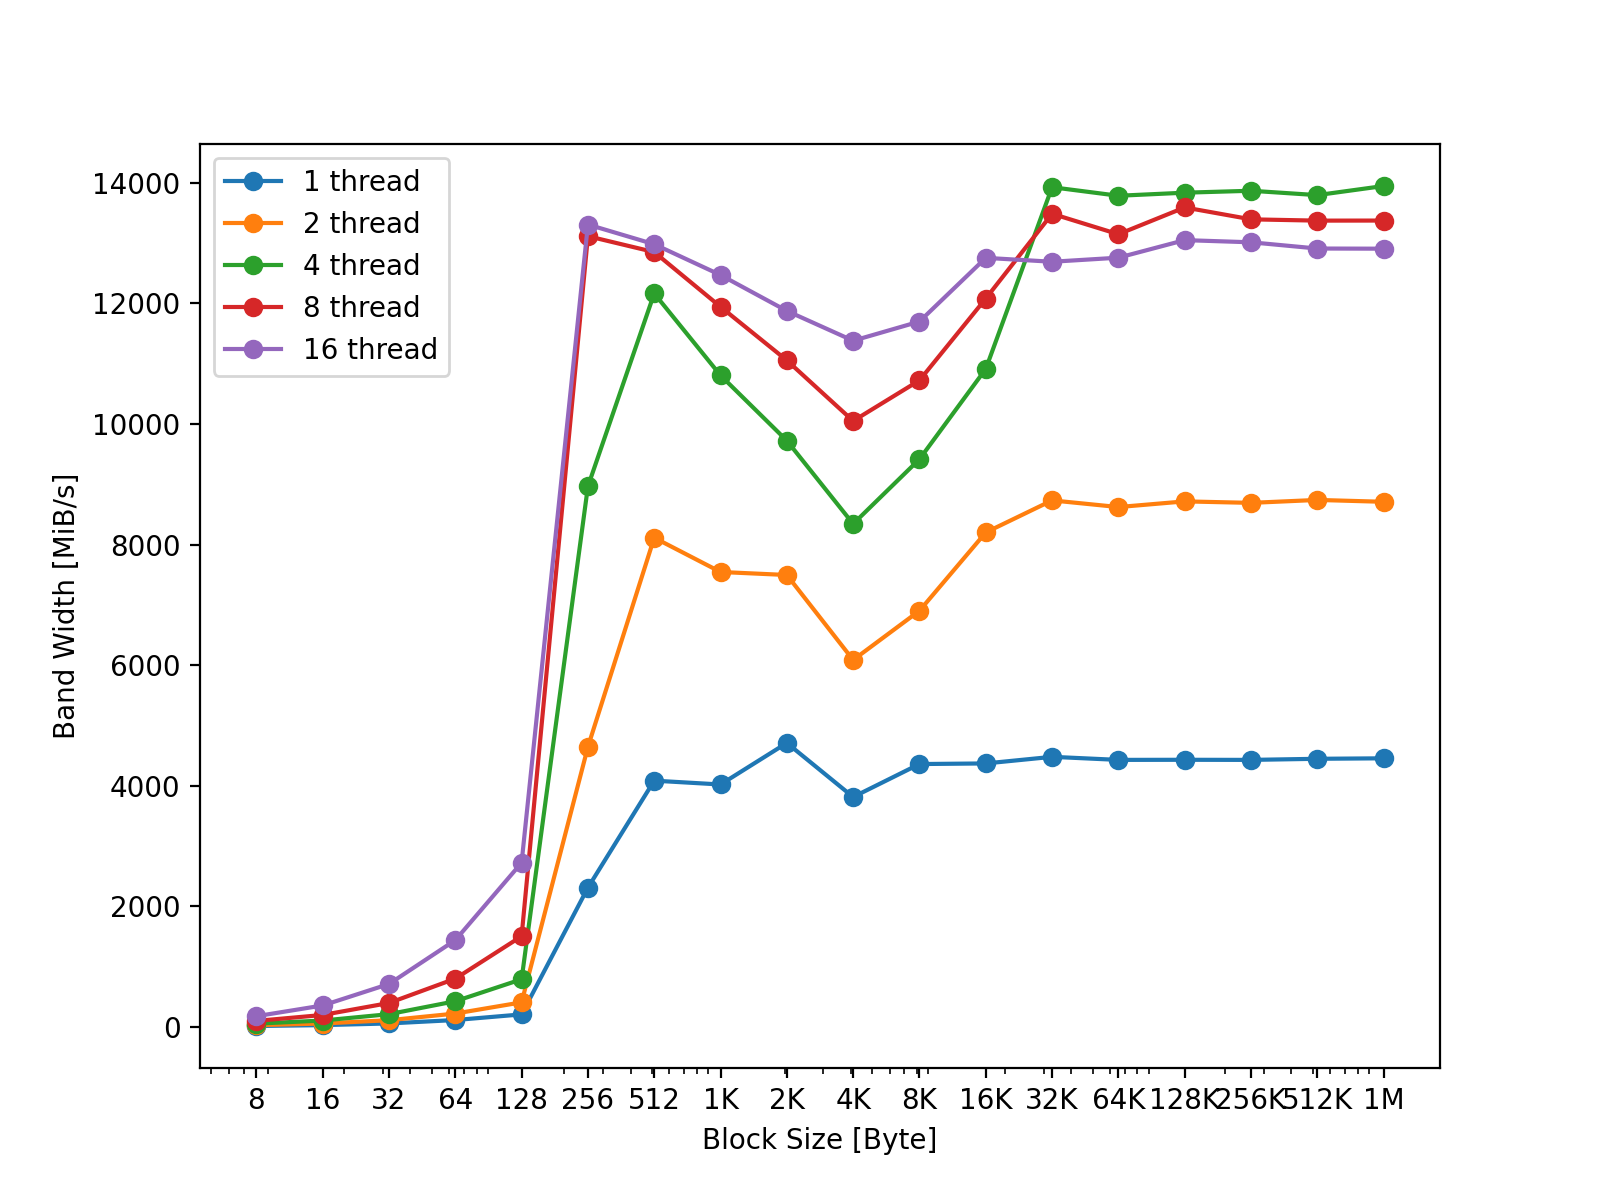 1 thread
2 thread
4 thread
8 thread
16 thread
14000
12000
10000
8000
6000
4000
2000
0
Band Width [MiB/s]
8 16 32 64 128 256 512 1K 2K 4K 8K 16K 32K 64K 128K 256K 512K 1M
Block Size [Byte]